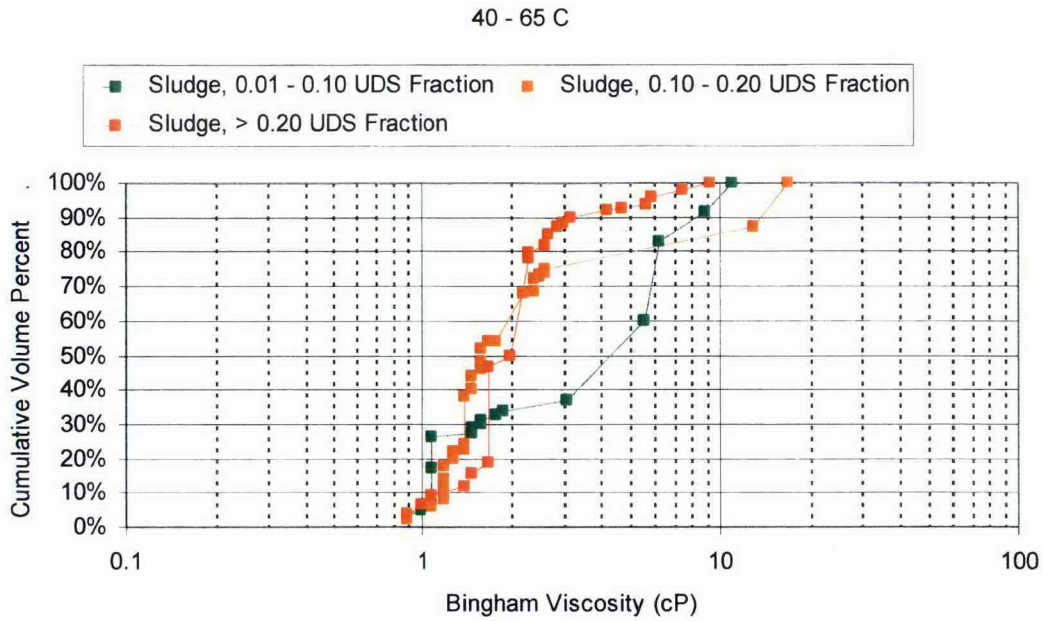 40 - 65 C
Sludge, 0.01 - 0.10 UDS Fraction
Sludge, 0.10 - 0.20 UDS Fraction
Sludge, > 0.20 UDS Fraction
100%
90%
80%
70%
60%
50%
40%
30%
20%
10%
0%
Cumulative Volume Percent
0.1
1
10
100
Bingham Viscosity (cP)